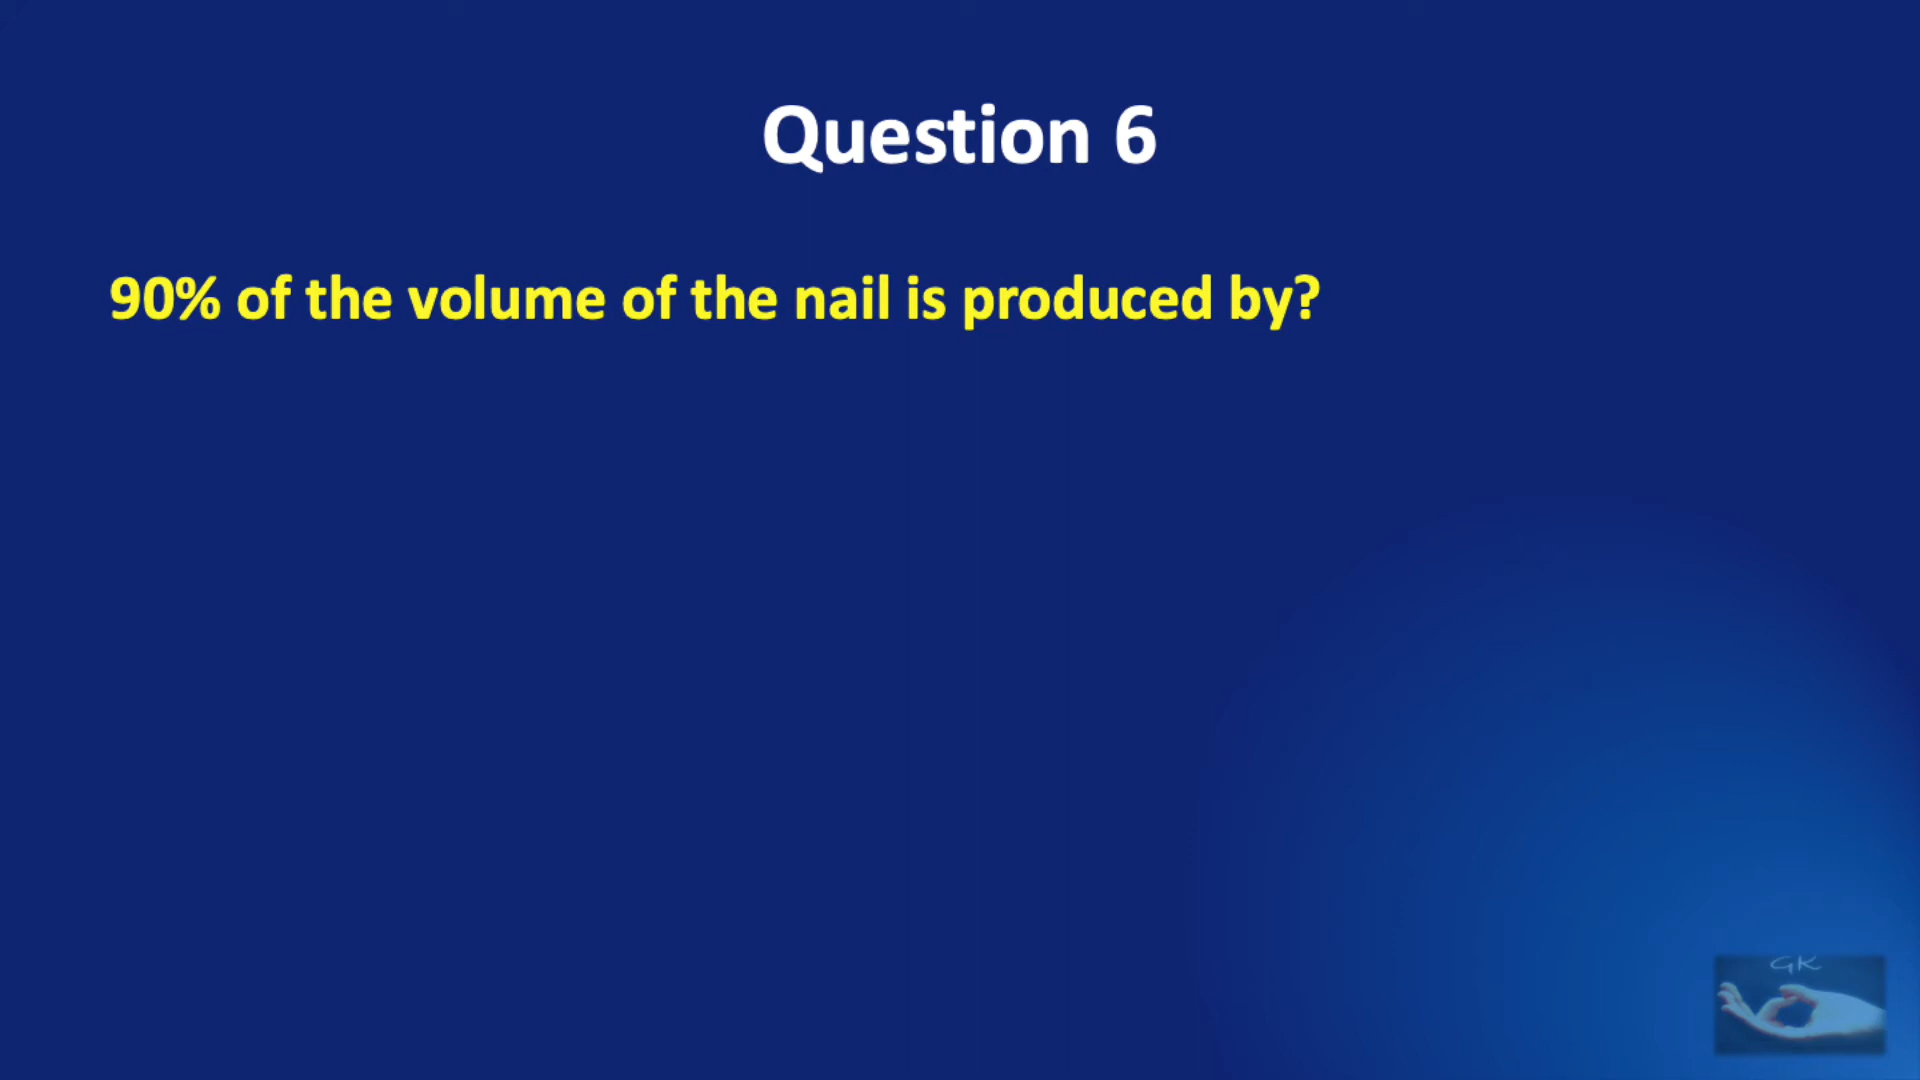 Question 6
90% of the volume of the nail is produced by?
GK